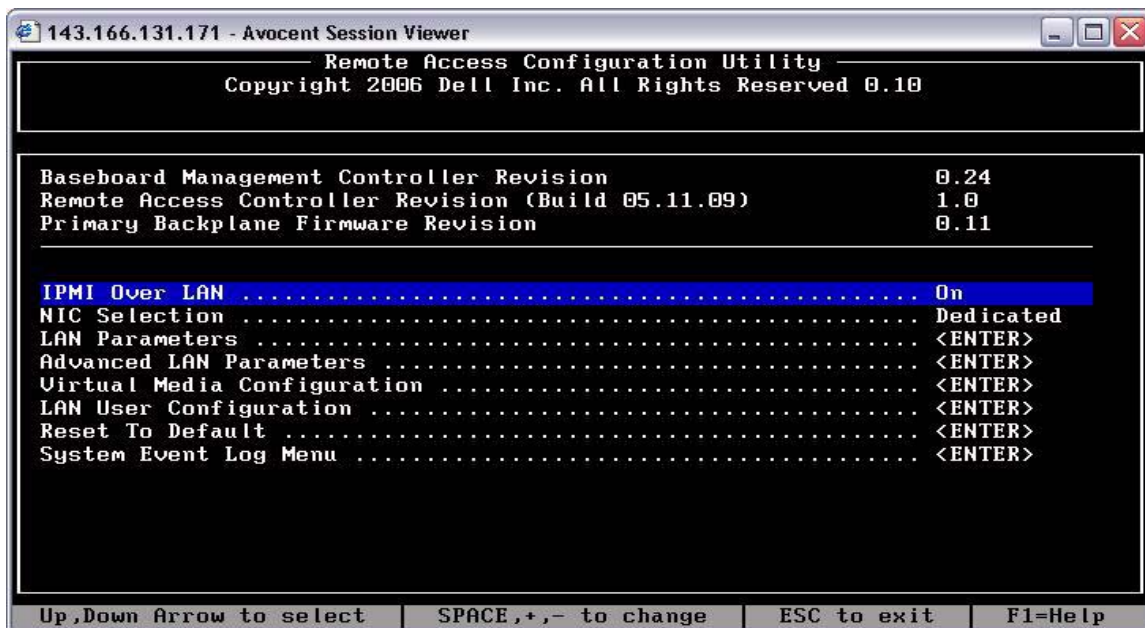 143.166.131.171 - Avocent Session Viewer
Remote Access Configuration Utility
Copyright 2006 Dell Inc. All Rights Reserved 0.10
Baseboard Management Controller Revision 0.24
Remote Access Controller Revision (Build 05.11.09) 1.0
Primary Backplane Firmware Revision 0.11
IPMI Over LAN ................................................ On
NIC Selection ................................................ Dedicated
LAN Parameters ............................................... <ENTER>
Advanced LAN Parameters ...................................... <ENTER>
Virtual Media Configuration .................................. <ENTER>
LAN User Configuration ....................................... <ENTER>
Reset To Default ............................................. <ENTER>
System Event Log Menu ........................................ <ENTER>
Up,Down Arrow to select | SPACE,+,- to change | ESC to exit | F1=Help